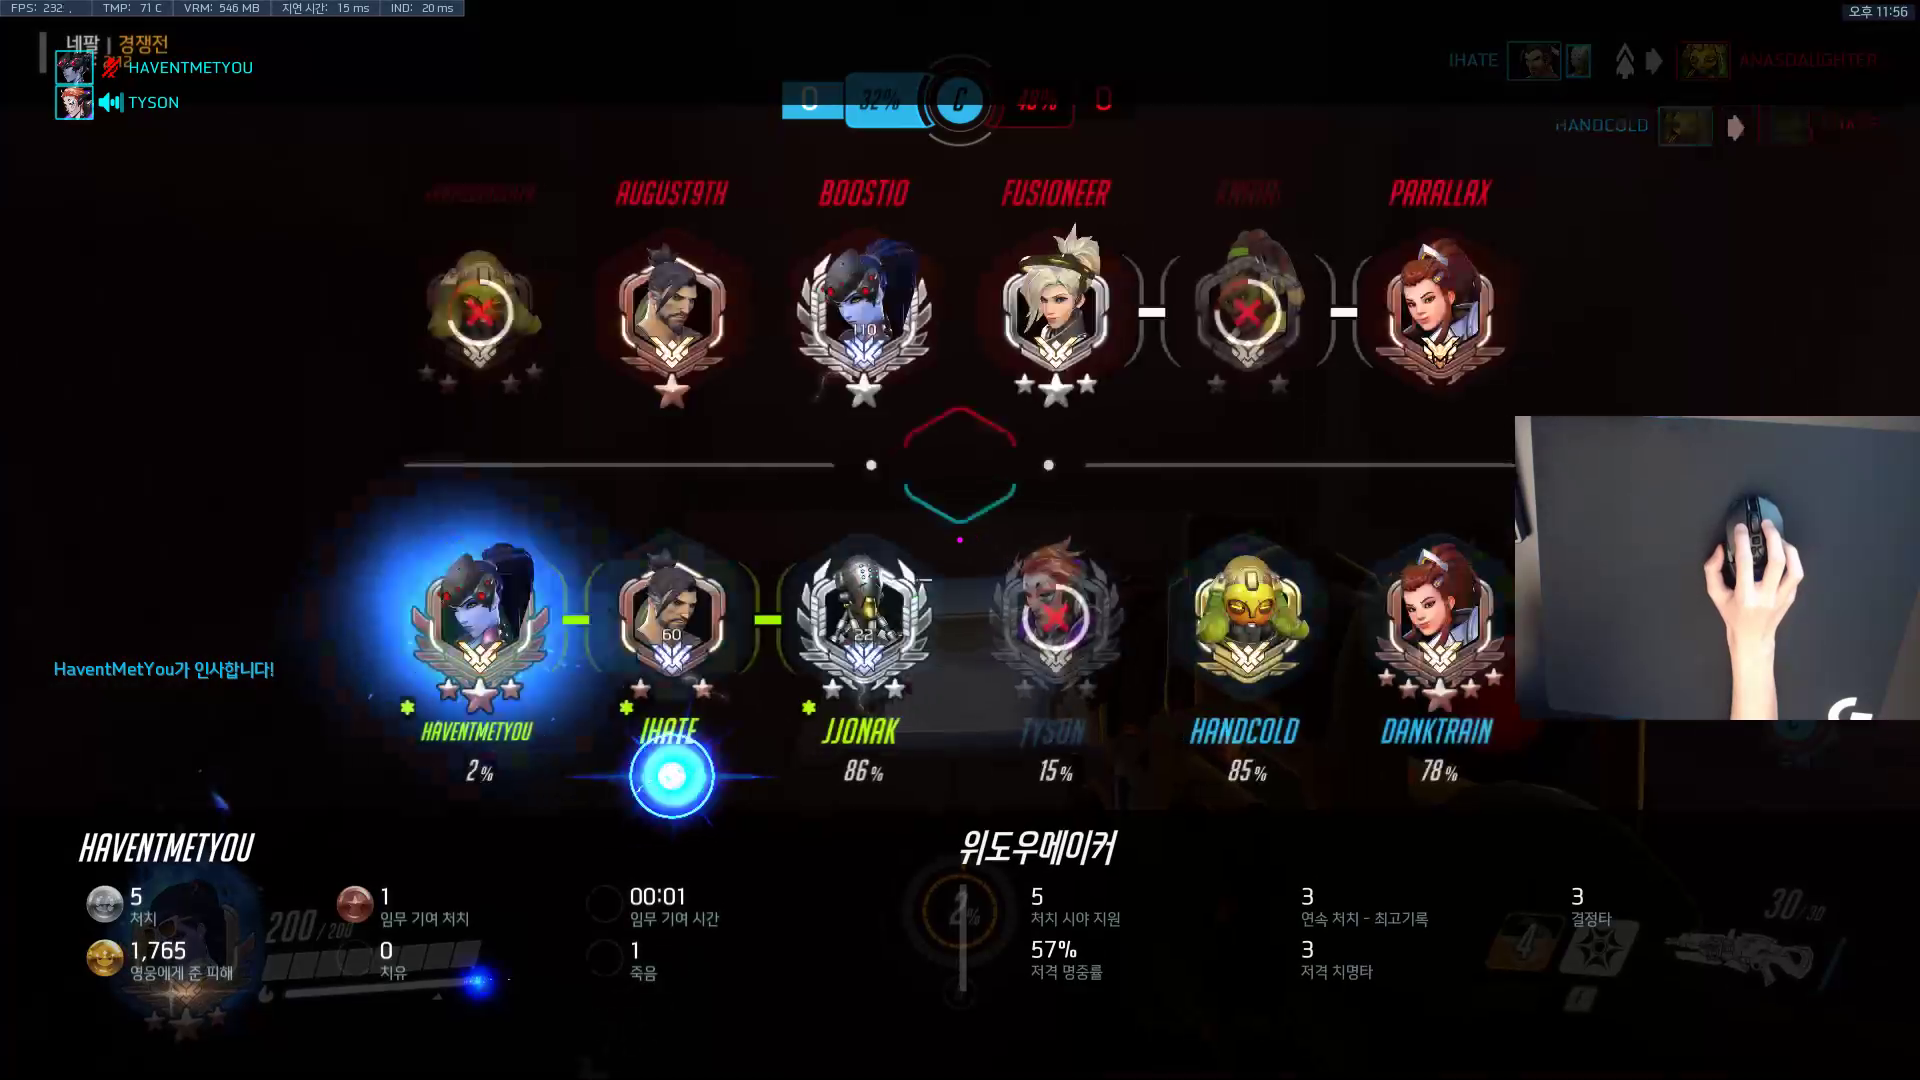 FPS: 232
TMP: 71 C
VRM: 546 MB
지연 시간: 15 ms
IND: 20 ms
오후 11:56
네팔 | 경쟁전
HAVENTMETYOU
TYSON
0
32%
C
48%
0
IHATE
ANASDAUGHTER
HANDCOLD
AUGUST9TH
BOOSTIO
FUSIONEER
PARALLAX
110
60
22
HaventMetYou가 인사합니다!
HAVENTMETYOU
IHATE
JJONAK
TYSON
HANDCOLD
DANKTRAIN
2%
86%
15%
85%
78%
HAVENTMETYOU
위도우메이커
5
처치
1
임무 기여 처치
00:01
임무 기여 시간
1,765
영웅에게 준 피해
0
치유
1
죽음
5
처치 시야 지원
3
연속 처치 - 최고기록
3
결정타
57%
저격 명중률
3
저격 치명타
200/200
2%
4
30/30